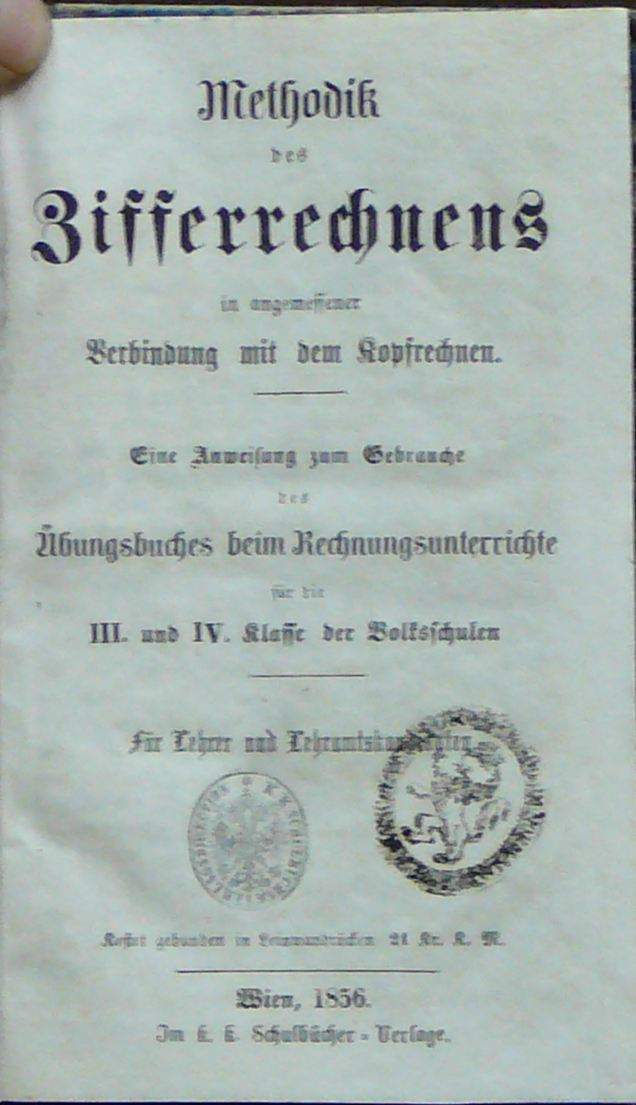 Methodik
des
Zifferrechnens
in angemessener
Verbindung mit dem Kopfrechnen.
Eine Anweisung zum Gebrauche
des
Übungsbuches beim Rechnungsunterrichte
für die
III. und IV. Klasse der Volksschulen
Für Lehrer und Lehramtskandidaten.
Kostet gebunden in Leinwandrücken 21 Kr. K. M.
Wien, 1856.
Im k. k. Schulbücher-Verlage.